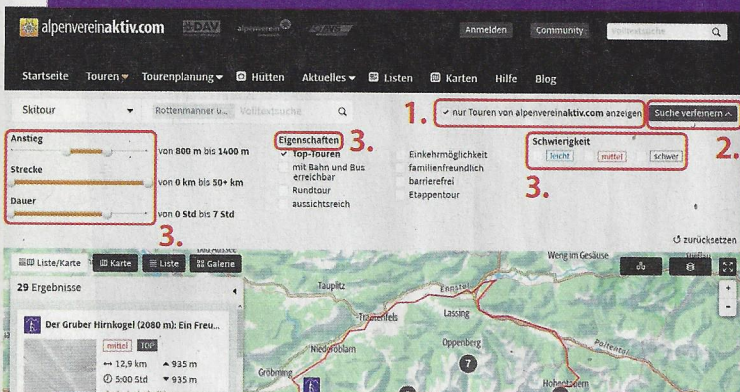 alpenvereinaktiv.com DAV alpenverein AVS Anmelden Community Volltextsuche
Startseite Touren Tourenplanung Hütten Aktuelles Listen Karten Hilfe Blog
Skitour Rottenmanner u... Volltextsuche 1. nur Touren von alpenvereinaktiv.com anzeigen Suche verfeinern
2.
Anstieg
von 800 m bis 1400 m
Strecke
von 0 km bis 50+ km
Dauer
von 0 Std bis 7 Std
3.
Eigenschaften 3.
Top-Touren
mit Bahn und Bus
erreichbar
Rundtour
aussichtsreich
Einkehrmöglichkeit
familienfreundlich
barrierefrei
Etappentour
Schwierigkeit
leicht mittel schwer
3.
zurücksetzen
Liste/Karte Karte Liste Galerie
29 Ergebnisse
Der Gruber Hirnkogel (2080 m): Ein Freu...
mittel TOP
12,9 km 935 m
5:00 Std 935 m
Weng im Gesäuse
Tauplitz
Ennstal
Trautenfels
Lassing
Niederöblarn
Oppenberg
Paltental
7
Gröbming
Hohentauern
+
-